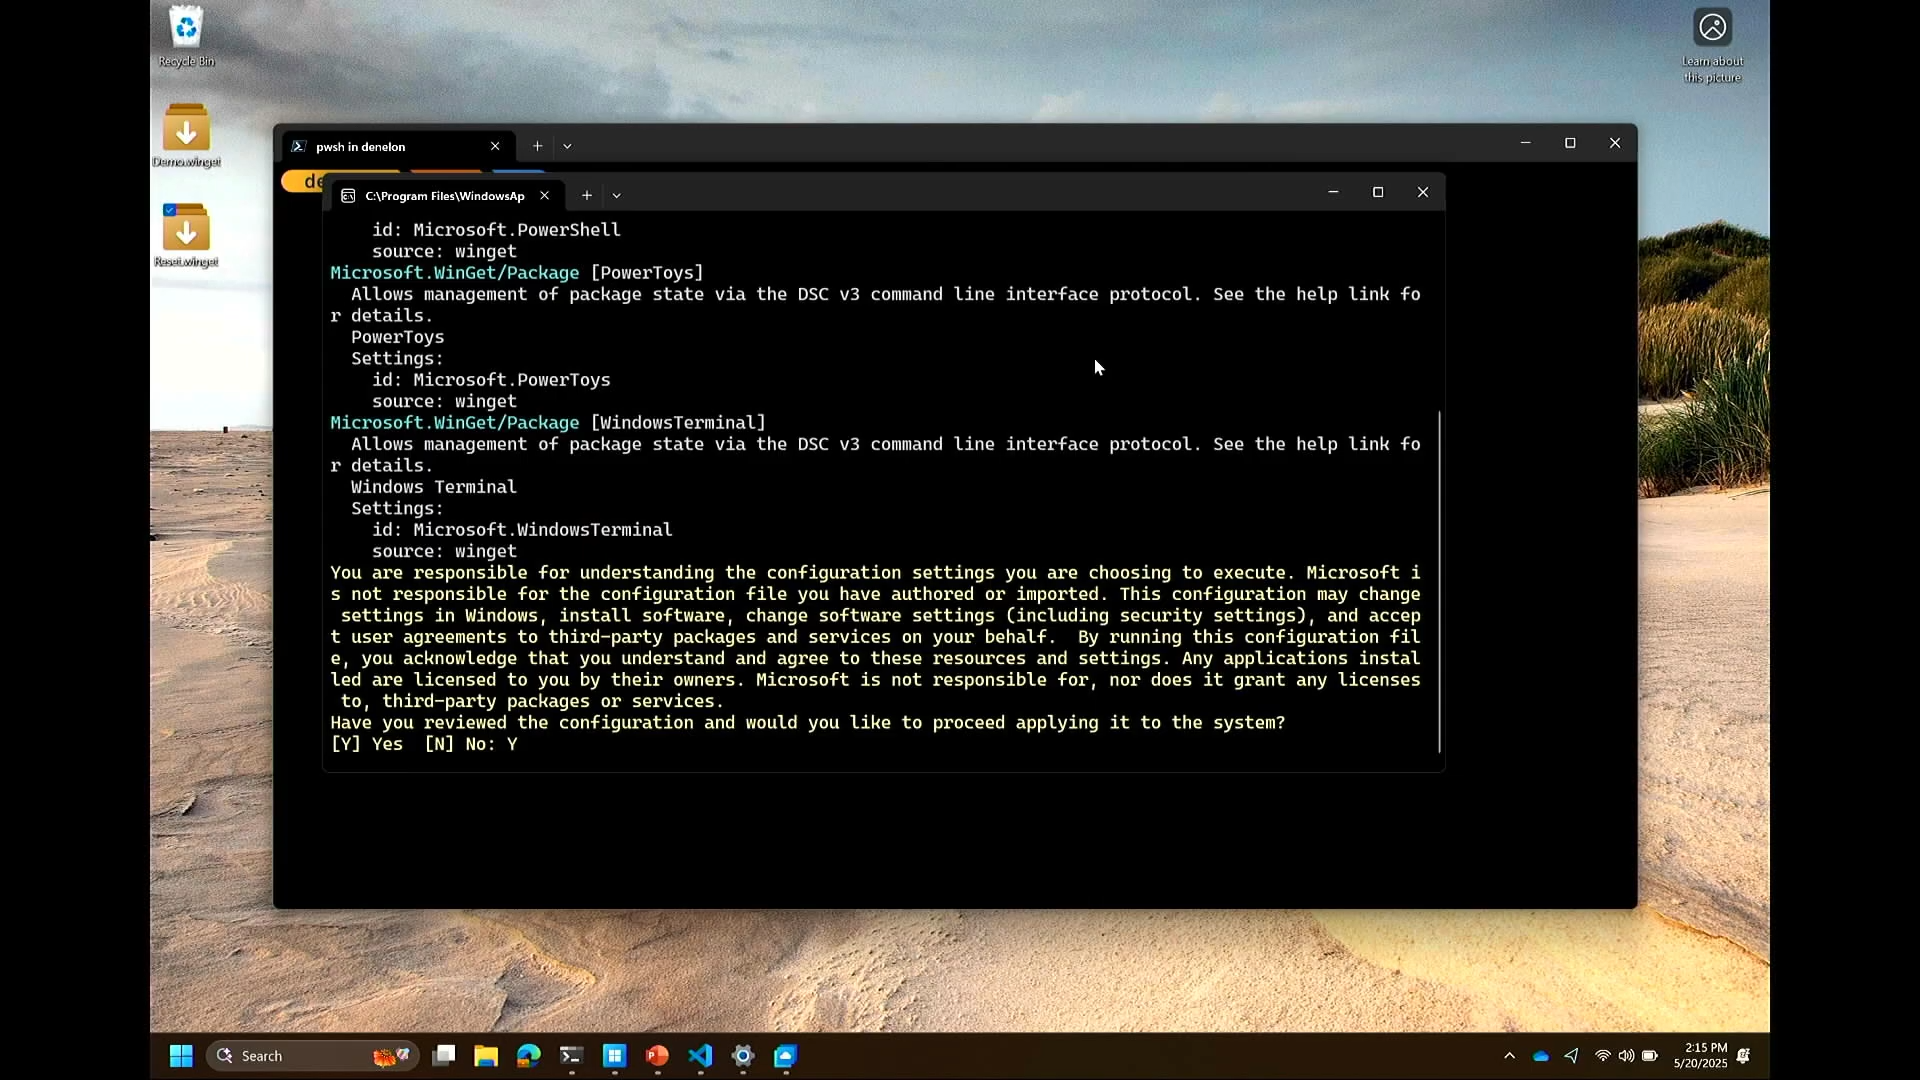 Recycle Bin
Learn about
this picture
Demo.winget
Reset.winget
pwsh in denelon
de
C:\Program Files\WindowsAp
id: Microsoft.PowerShell
source: winget
Microsoft.WinGet/Package [PowerToys]
Allows management of package state via the DSC v3 command line interface protocol. See the help link fo
r details.
PowerToys
Settings:
id: Microsoft.PowerToys
source: winget
Microsoft.WinGet/Package [WindowsTerminal]
Allows management of package state via the DSC v3 command line interface protocol. See the help link fo
r details.
Windows Terminal
Settings:
id: Microsoft.WindowsTerminal
source: winget
You are responsible for understanding the configuration settings you are choosing to execute. Microsoft i
s not responsible for the configuration file you have authored or imported. This configuration may change
settings in Windows, install software, change software settings (including security settings), and accep
t user agreements to third-party packages and services on your behalf.  By running this configuration fil
e, you acknowledge that you understand and agree to these resources and settings. Any applications instal
led are licensed to you by their owners. Microsoft is not responsible for, nor does it grant any licenses
to, third-party packages or services.
Have you reviewed the configuration and would you like to proceed applying it to the system?
[Y] Yes  [N] No: Y
Search
2:15 PM
5/20/2025